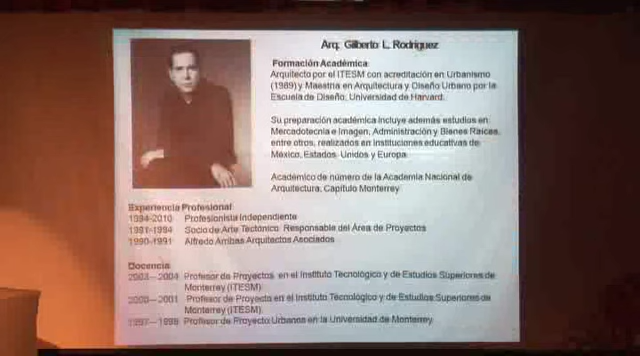 Arq. Gilberto L. Rodríguez
Formación Académica
Arquitecto por el ITESM con acreditación en Urbanismo
(1989) y Maestría en Arquitectura y Diseño Urbano por la
Escuela de Diseño, Universidad de Harvard.
Su preparación académica incluye además estudios en
Mercadotecnia e Imagen, Administración y Bienes Raíces,
entre otros, realizados en instituciones educativas de
México, Estados Unidos y Europa.
Académico de número de la Academia Nacional de
Arquitectura, Capítulo Monterrey
Experiencia Profesional
1994-2010 Profesionista Independiente
1991-1994 Socio de Arte Tectónico Responsable del Área de Proyectos
1990-1991 Alfredo Arribas Arquitectos Asociados
Docencia
2003–2004 Profesor de Proyectos en el Instituto Tecnológico y de Estudios Superiores de
Monterrey (ITESM)
2000–2001 Profesor de Proyecto en el Instituto Tecnológico y de Estudios Superiores de
Monterrey (ITESM)
1997–1998 Profesor de Proyecto Urbanos en la Universidad de Monterrey